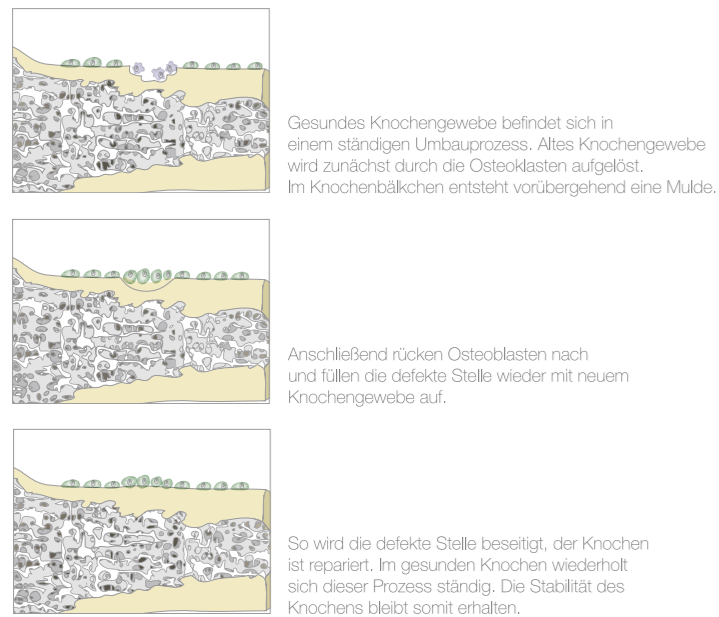 Gesundes Knochengewebe befindet sich in
einem ständigen Umbauprozess. Altes Knochengewebe
wird zunächst durch die Osteoklasten aufgelöst.
Im Knochenbälkchen entsteht vorübergehend eine Mulde.
Anschließend rücken Osteoblasten nach
und füllen die defekte Stelle wieder mit neuem
Knochengewebe auf.
So wird die defekte Stelle beseitigt, der Knochen
ist repariert. Im gesunden Knochen wiederholt
sich dieser Prozess ständig. Die Stabilität des
Knochens bleibt somit erhalten.